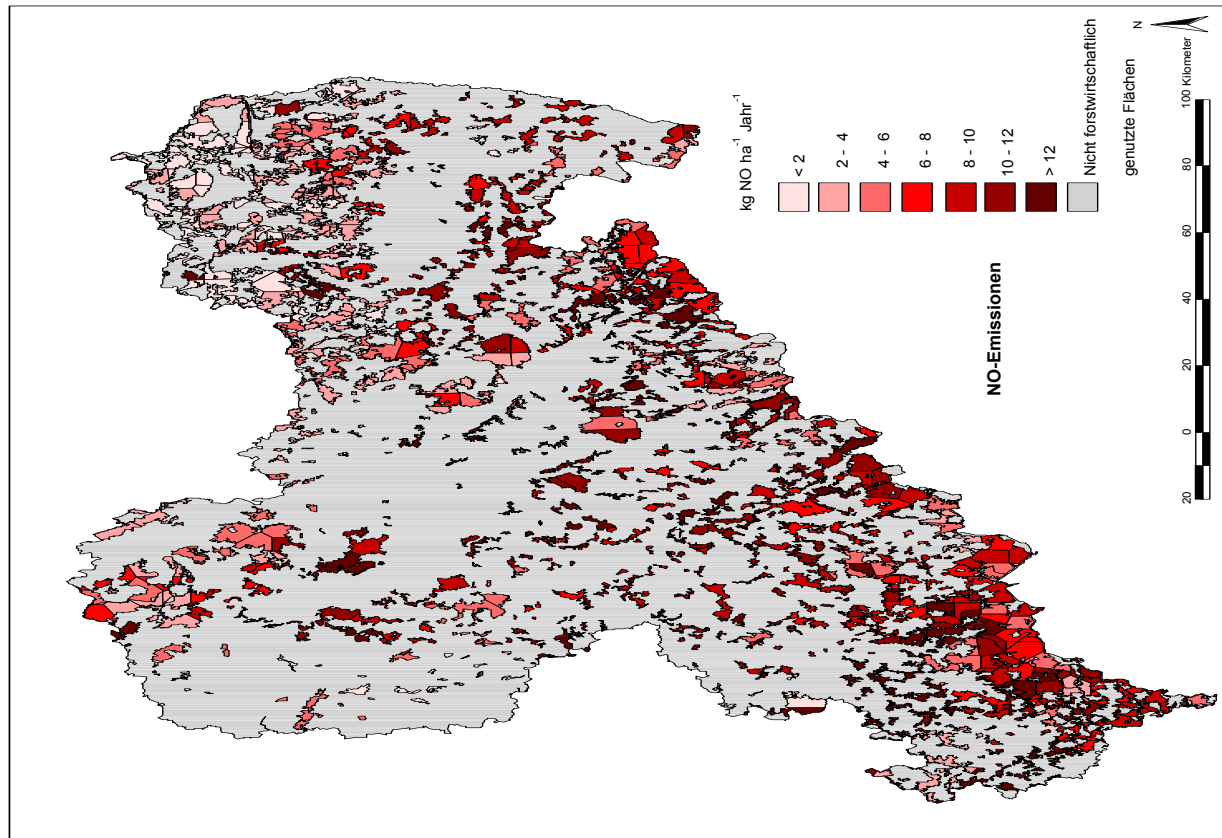 kg NO ha⁻¹ Jahr⁻¹
< 2
2 - 4
4 - 6
6 - 8
8 - 10
10 - 12
> 12
Nicht forstwirtschaftlich
genutzte Flächen
NO-Emissionen
20 0 20 40 60 80 100 Kilometer
N